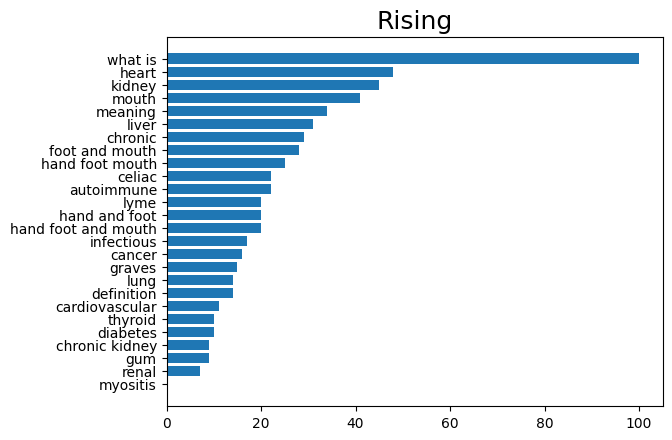 Rising
what is
heart
kidney
mouth
meaning
liver
chronic
foot and mouth
hand foot mouth
celiac
autoimmune
lyme
hand and foot
hand foot and mouth
infectious
cancer
graves
lung
definition
cardiovascular
thyroid
diabetes
chronic kidney
gum
renal
myositis
0 20 40 60 80 100